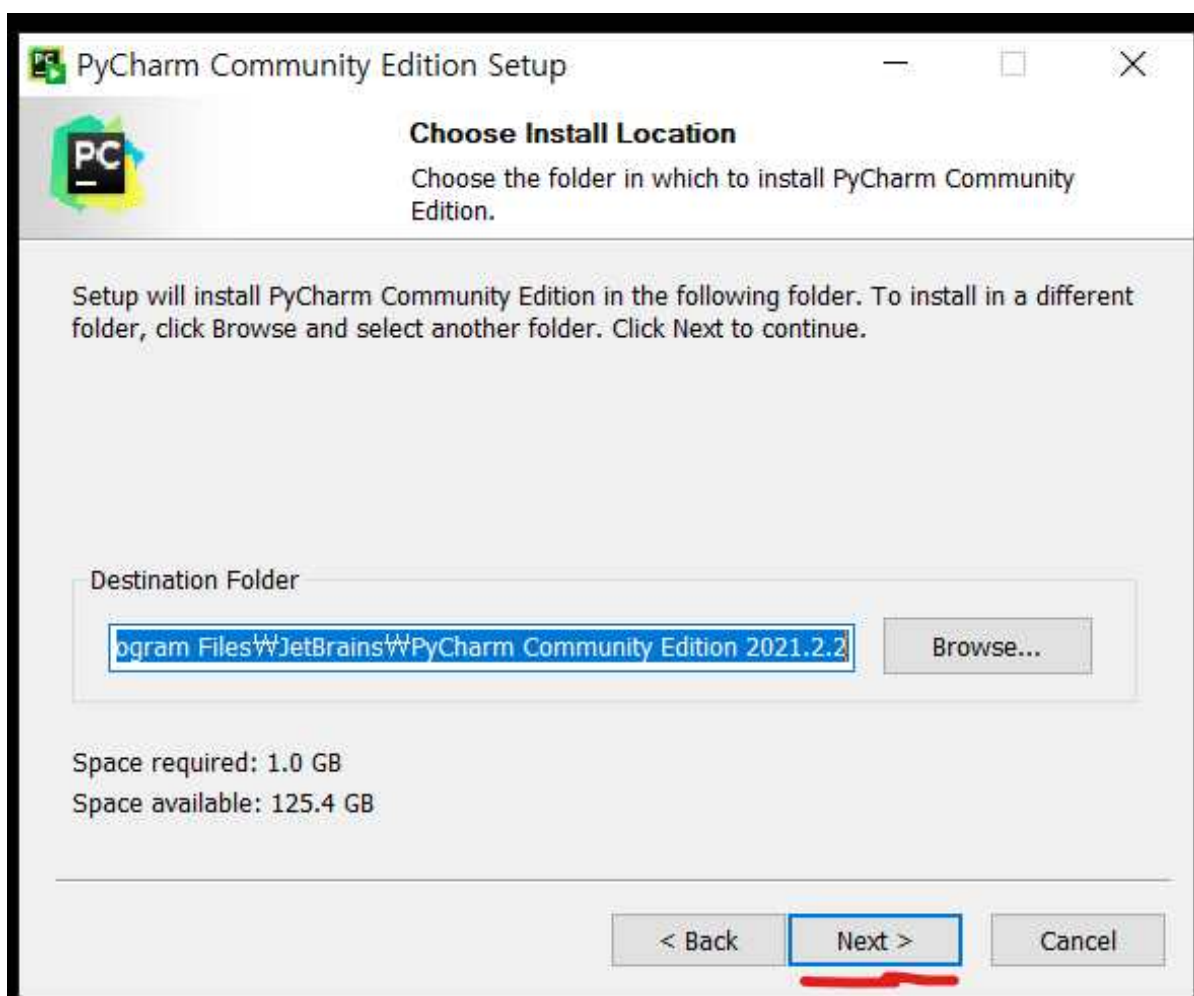 PyCharm Community Edition Setup
PC
Choose Install Location
Choose the folder in which to install PyCharm Community
Edition.
Setup will install PyCharm Community Edition in the following folder. To install in a different
folder, click Browse and select another folder. Click Next to continue.
Destination Folder
ogram Files₩JetBrains₩PyCharm Community Edition 2021.2.2
Browse...
Space required: 1.0 GB
Space available: 125.4 GB
< Back
Next >
Cancel